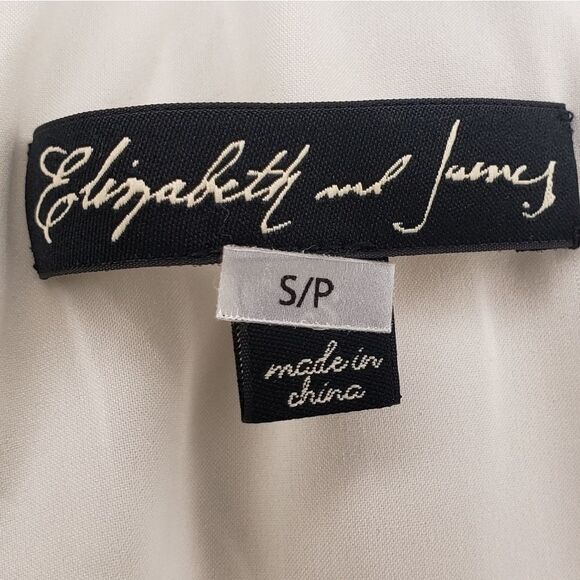 Elizabeth and James
S/P
made in
china